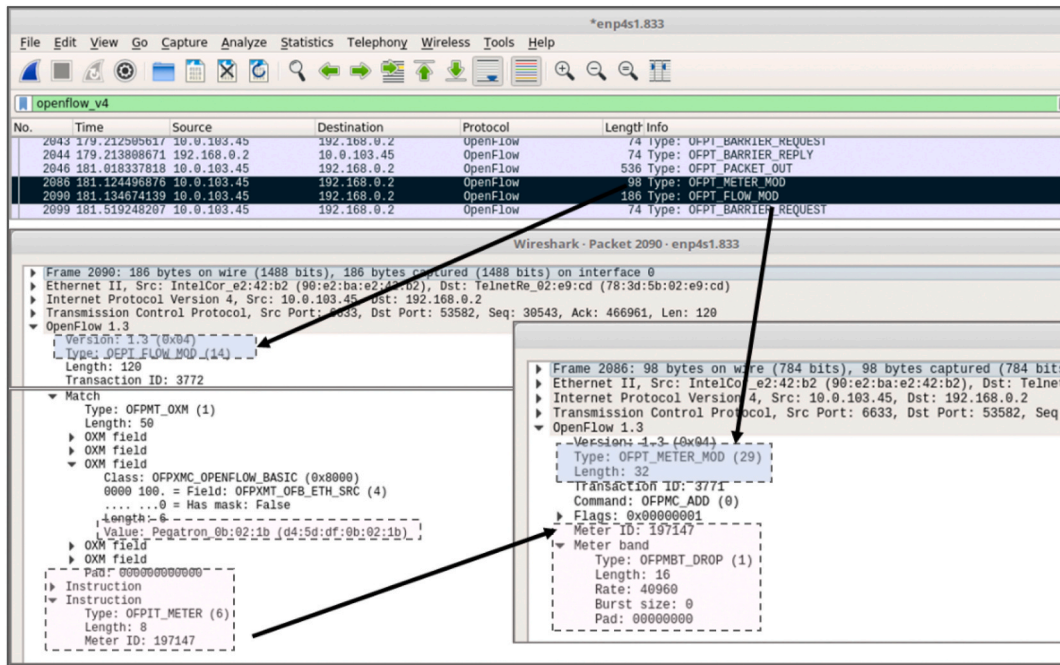 *enp4s1.833
File Edit View Go Capture Analyze Statistics Telephony Wireless Tools Help
openflow_v4
No. Time Source Destination Protocol Length Info
2043 179.212505617 10.0.103.45 192.168.0.2 OpenFlow 74 Type: OFPT_BARRIER_REQUEST
2044 179.213808671 192.168.0.2 10.0.103.45 OpenFlow 74 Type: OFPT_BARRIER_REPLY
2046 181.018337818 10.0.103.45 192.168.0.2 OpenFlow 536 Type: OFPT_PACKET_OUT
2086 181.124496876 10.0.103.45 192.168.0.2 OpenFlow 98 Type: OFPT_METER_MOD
2090 181.134674139 10.0.103.45 192.168.0.2 OpenFlow 186 Type: OFPT_FLOW_MOD
2099 181.519248207 10.0.103.45 192.168.0.2 OpenFlow 74 Type: OFPT_BARRIER_REQUEST
Wireshark · Packet 2090 · enp4s1.833
Frame 2090: 186 bytes on wire (1488 bits), 186 bytes captured (1488 bits) on interface 0
Ethernet II, Src: IntelCor_e2:42:b2 (90:e2:ba:e2:42:b2), Dst: TelnetRe_02:e9:cd (78:3d:5b:02:e9:cd)
Internet Protocol Version 4, Src: 10.0.103.45, Dst: 192.168.0.2
Transmission Control Protocol, Src Port: 6633, Dst Port: 53582, Seq: 30543, Ack: 466961, Len: 120
OpenFlow 1.3
Version: 1.3 (0x04)
Type: OFPT_FLOW_MOD (14)
Length: 120
Transaction ID: 3772
Match
Type: OFPMT_OXM (1)
Length: 50
OXM field
OXM field
OXM field
Class: OFPXMC_OPENFLOW_BASIC (0x8000)
0000 100. = Field: OFPXMT_OFB_ETH_SRC (4)
.... ...0 = Has mask: False
Length: 6
Value: Pegatron_0b:02:1b (d4:5d:df:0b:02:1b)
OXM field
OXM field
Pad: 000000000000
Instruction
Instruction
Type: OFPIT_METER (6)
Length: 8
Meter ID: 197147
Frame 2086: 98 bytes on wire (784 bits), 98 bytes captured (784 bits
Ethernet II, Src: IntelCor_e2:42:b2 (90:e2:ba:e2:42:b2), Dst: Telnet
Internet Protocol Version 4, Src: 10.0.103.45, Dst: 192.168.0.2
Transmission Control Protocol, Src Port: 6633, Dst Port: 53582, Seq
OpenFlow 1.3
Version: 1.3 (0x04)
Type: OFPT_METER_MOD (29)
Length: 32
Transaction ID: 3771
Command: OFPMC_ADD (0)
Flags: 0x00000001
Meter ID: 197147
Meter band
Type: OFPMBT_DROP (1)
Length: 16
Rate: 40960
Burst size: 0
Pad: 00000000